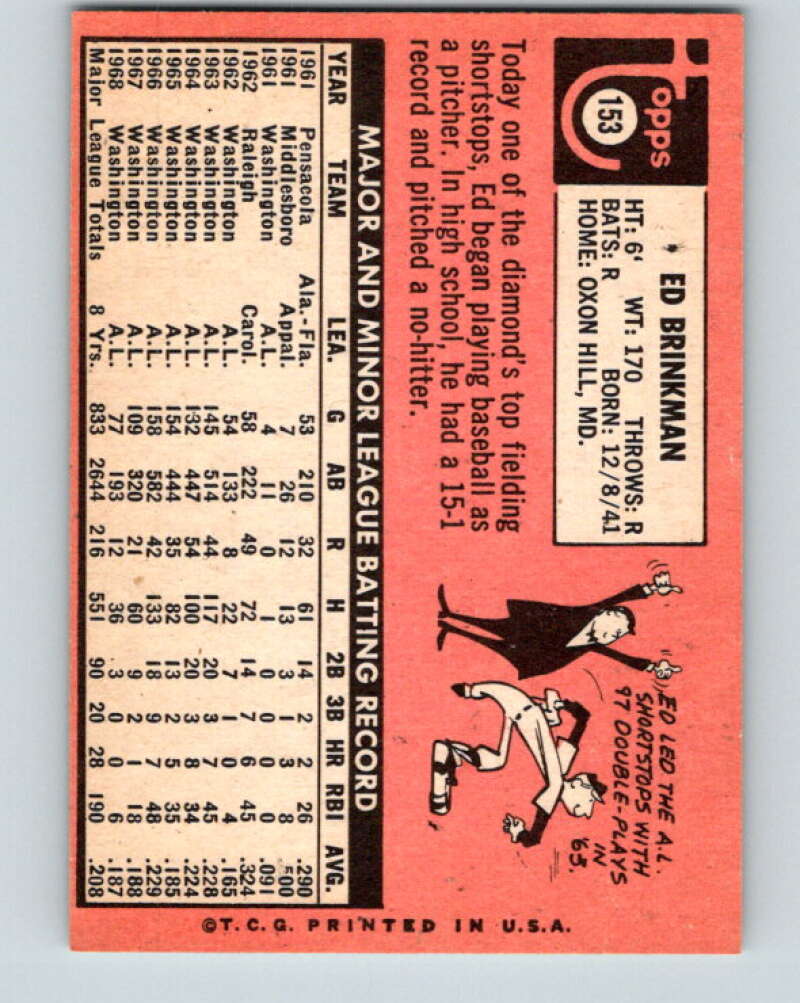 Topps
153
ED BRINKMAN
HT: 6' WT: 170 THROWS: R
BATS: R BORN: 12/8/41
HOME: OXON HILL, MD.
Today one of the diamond's top fielding
shortstops, Ed began playing baseball as
a pitcher. In high school, he had a 15-1
record and pitched a no-hitter.
ED LED THE A.L.
SHORTSTOPS WITH
97 DOUBLE-PLAYS
IN
'65.
MAJOR AND MINOR LEAGUE BATTING RECORD
YEAR TEAM LEA. G AB R H 2B 3B HR RBI AVG.
1961 Pensacola Ala.-Fla. 53 210 32 61 14 2 2 26 .290
1961 Middlesboro Appal. 7 26 12 13 3 1 3 8 .500
1961 Washington A.L. 4 11 0 1 0 0 0 0 .091
1962 Raleigh Carol. 58 222 49 72 14 7 6 45 .324
1962 Washington A.L. 54 133 8 22 7 1 0 4 .165
1963 Washington A.L. 145 514 44 117 20 3 7 45 .228
1964 Washington A.L. 132 447 54 100 20 3 8 34 .224
1965 Washington A.L. 154 444 35 82 13 2 5 35 .185
1966 Washington A.L. 158 582 42 133 18 9 7 48 .229
1967 Washington A.L. 109 320 21 60 9 2 1 18 .188
1968 Washington A.L. 77 193 12 36 3 0 0 6 .187
Major League Totals 8 Yrs. 833 2644 216 551 90 20 28 190 .208
©T.C.G. PRINTED IN U.S.A.